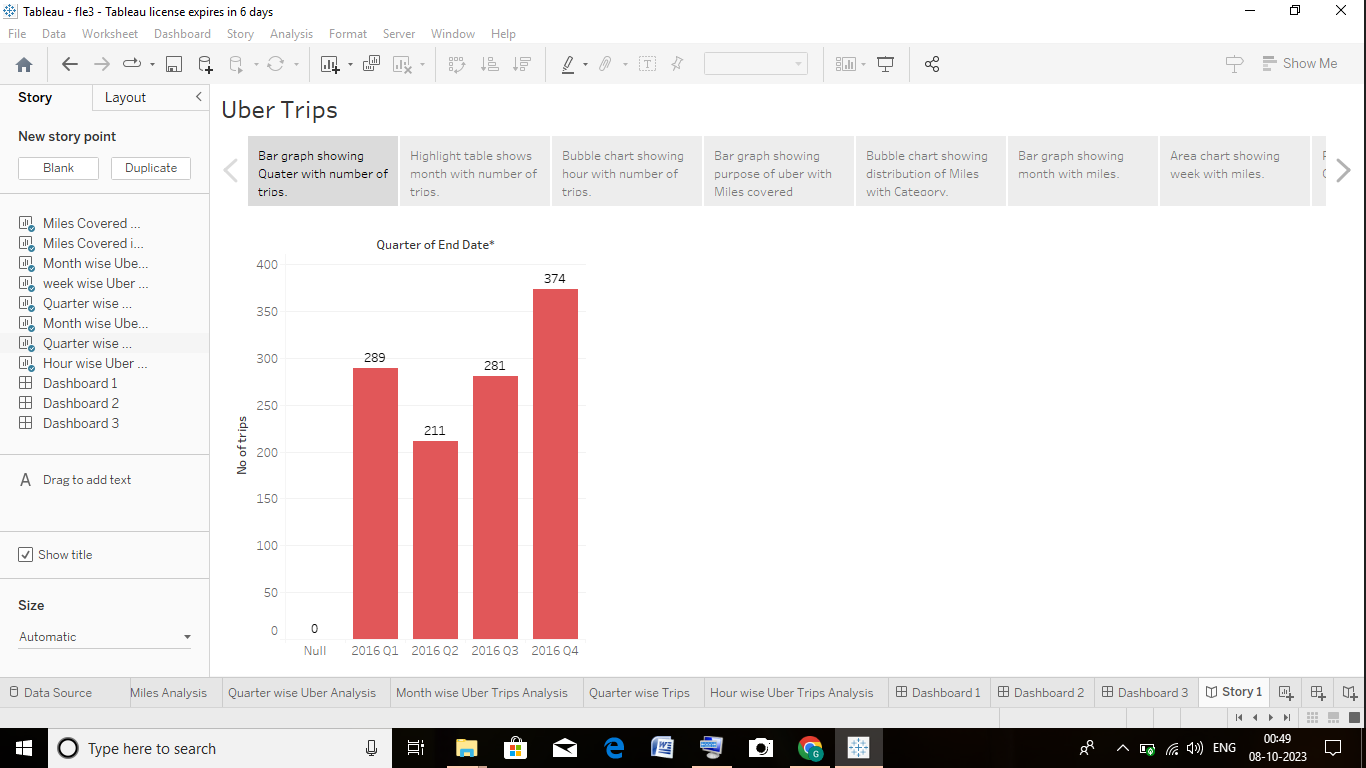 Tableau - fle3 - Tableau license expires in 6 days
File Data Worksheet Dashboard Story Analysis Format Server Window Help
Show Me
Story Layout
New story point
Blank Duplicate
Miles Covered ...
Miles Covered i...
Month wise Ube...
week wise Uber ...
Quarter wise ...
Month wise Ube...
Quarter wise ...
Hour wise Uber ...
Dashboard 1
Dashboard 2
Dashboard 3
A Drag to add text
Show title
Size
Automatic
Uber Trips
Bar graph showing
Quater with number of
trips.
Highlight table shows
month with number of
trips.
Bubble chart showing
hour with number of
trips.
Bar graph showing
purpose of uber with
Miles covered
Bubble chart showing
distribution of Miles
with Category.
Bar graph showing
month with miles.
Area chart showing
week with miles.
Quarter of End Date*
No of trips
400
350
300
250
200
150
100
50
0
0 289 211 281 374
Null 2016 Q1 2016 Q2 2016 Q3 2016 Q4
Data Source Miles Analysis Quarter wise Uber Analysis Month wise Uber Trips Analysis Quarter wise Trips Hour wise Uber Trips Analysis Dashboard 1 Dashboard 2 Dashboard 3 Story 1
Type here to search
ENG
00:49
08-10-2023